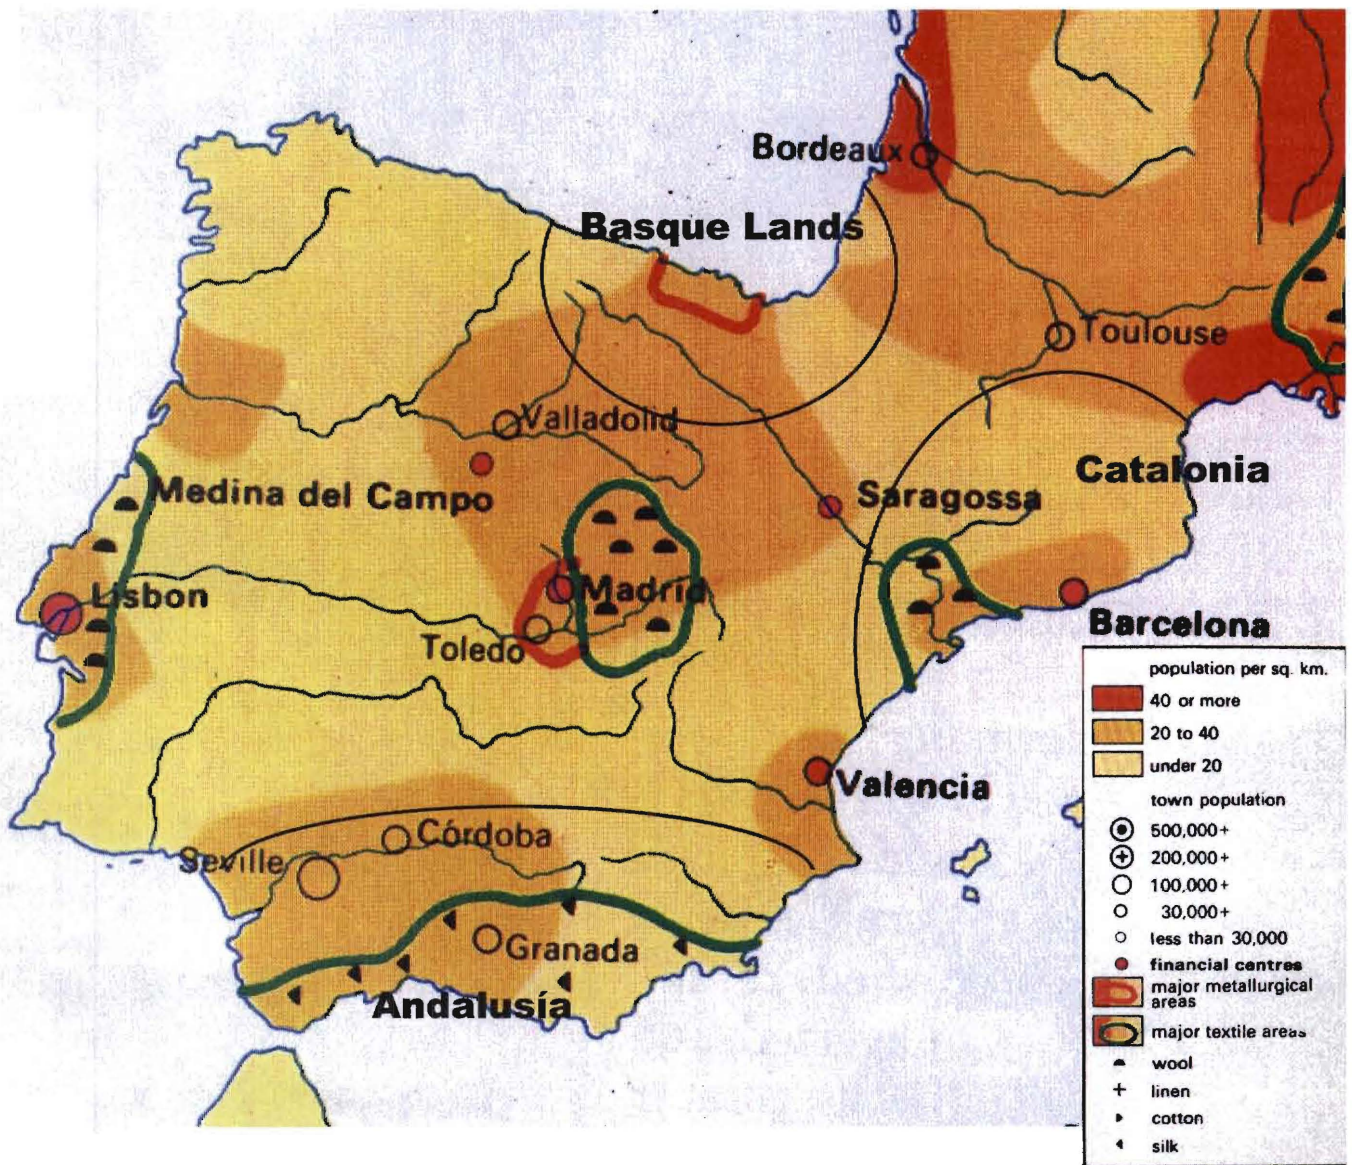 Bordeaux
Basque Lands
Toulouse
Valladolid
Catalonia
Medina del Campo
Saragossa
Lisbon
Madrid
Toledo
Barcelona
Valencia
Córdoba
Seville
Granada
Andalusía
population per sq. km.
40 or more
20 to 40
under 20
town population
500,000+
200,000+
100,000+
30,000+
less than 30,000
financial centres
major metallurgical
areas
major textile areas
wool
linen
cotton
silk